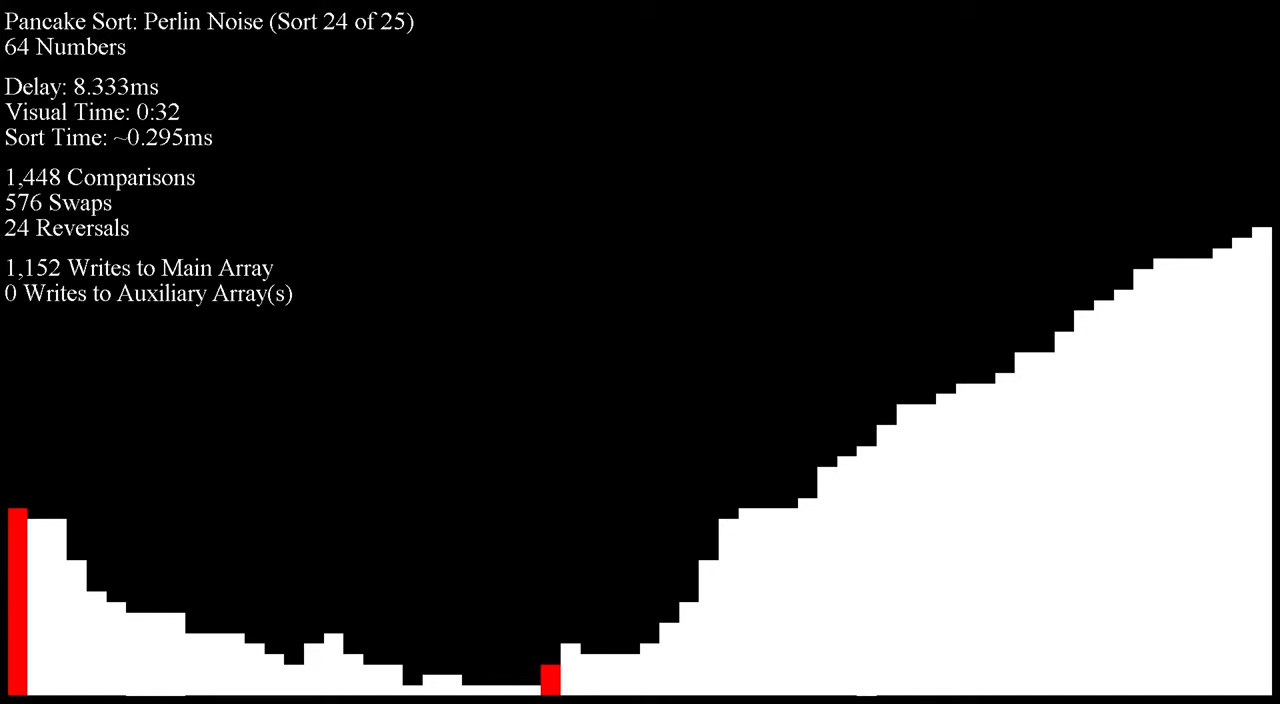 Pancake Sort: Perlin Noise (Sort 24 of 25)
64 Numbers
Delay: 8.333ms
Visual Time: 0:32
Sort Time: ~0.295ms
1,448 Comparisons
576 Swaps
24 Reversals
1,152 Writes to Main Array
0 Writes to Auxiliary Array(s)